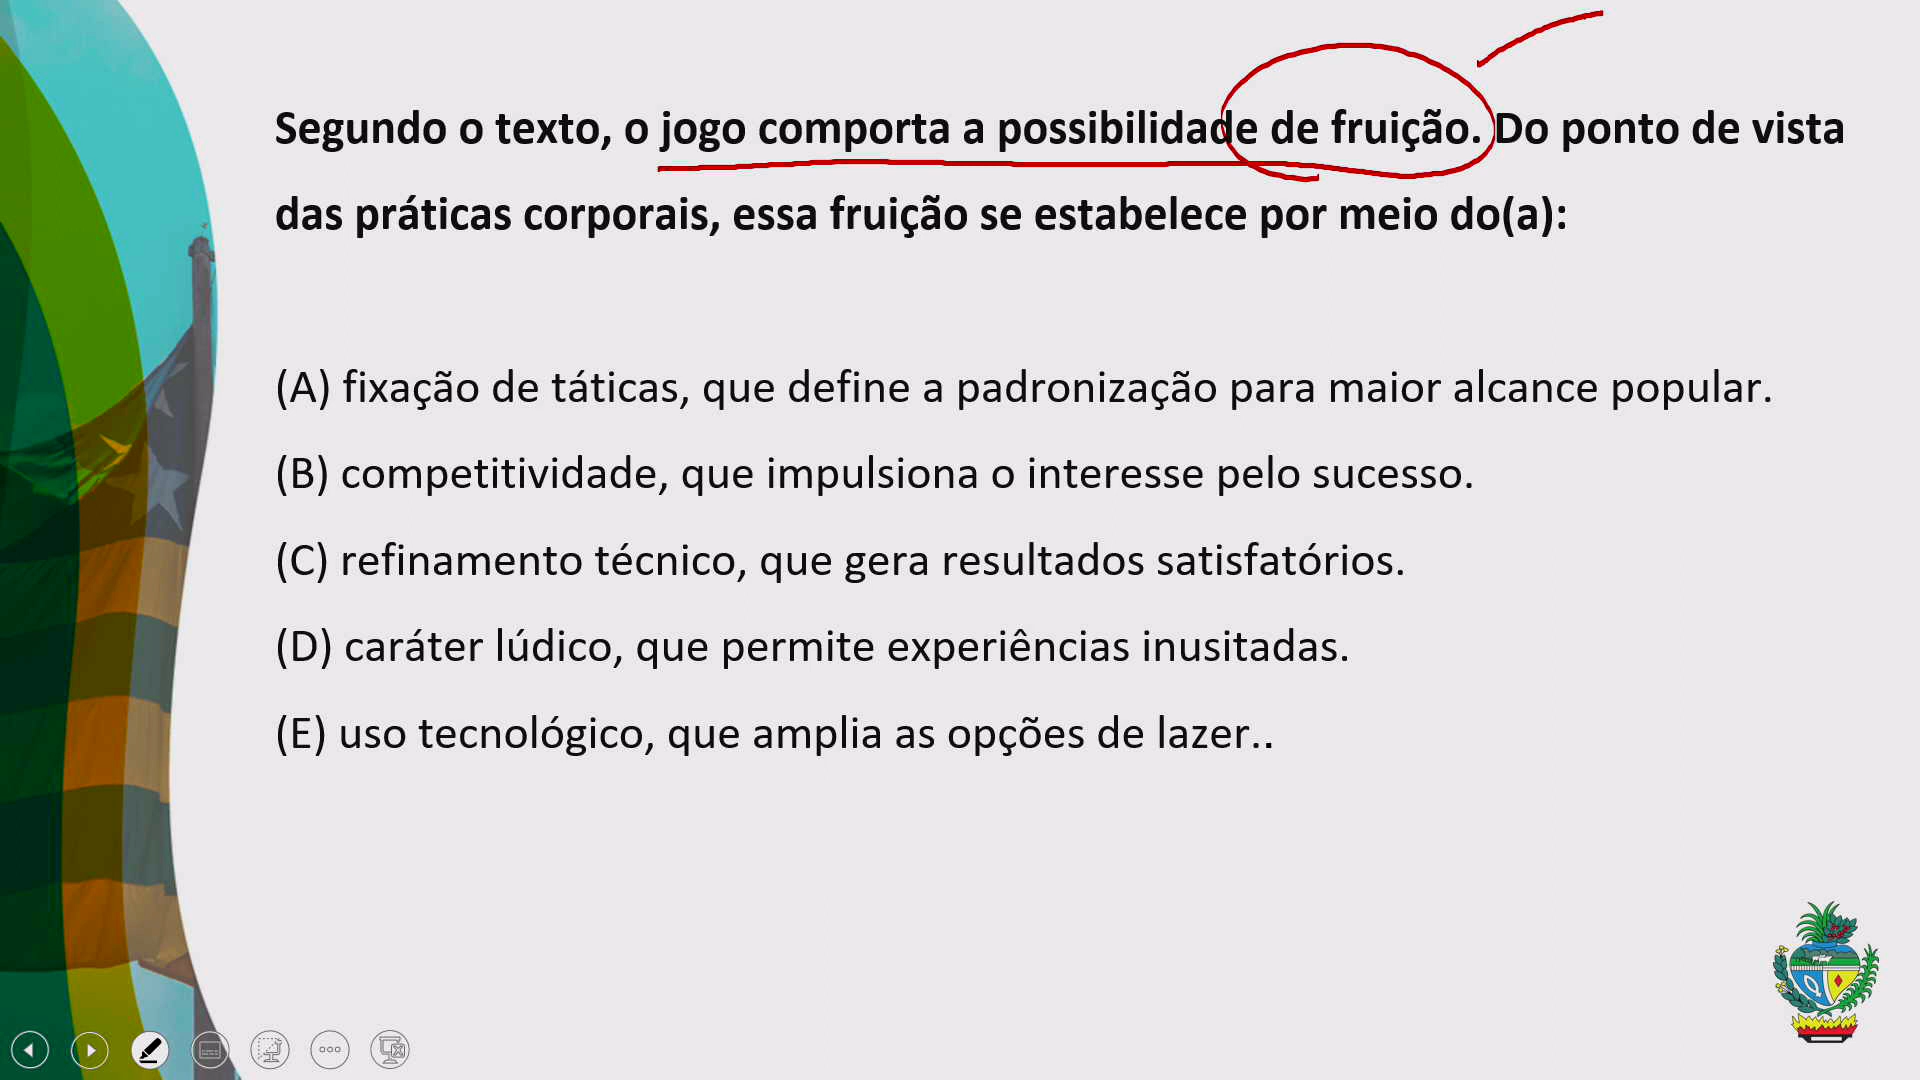 Segundo o texto, o jogo comporta a possibilidade de fruição. Do ponto de vista
das práticas corporais, essa fruição se estabelece por meio do(a):
(A) fixação de táticas, que define a padronização para maior alcance popular.
(B) competitividade, que impulsiona o interesse pelo sucesso.
(C) refinamento técnico, que gera resultados satisfatórios.
(D) caráter lúdico, que permite experiências inusitadas.
(E) uso tecnológico, que amplia as opções de lazer..